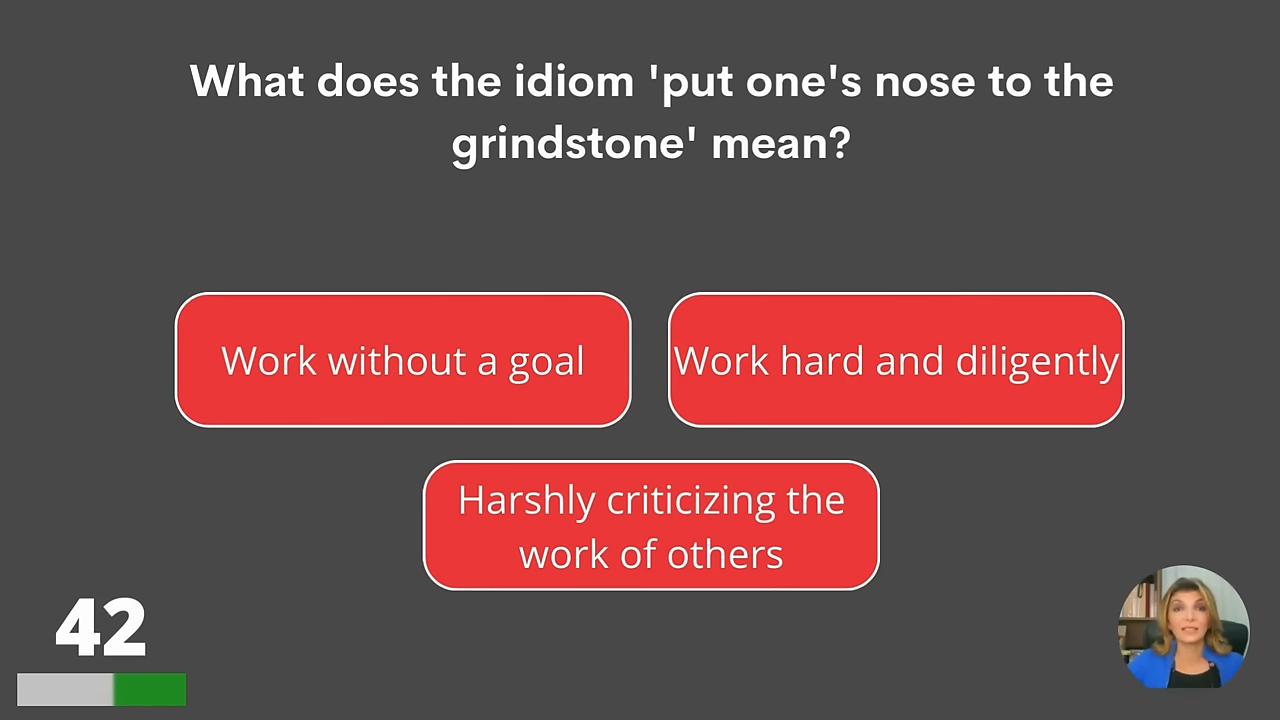 What does the idiom 'put one's nose to the
grindstone' mean?
Work without a goal
Work hard and diligently
Harshly criticizing the
work of others
42